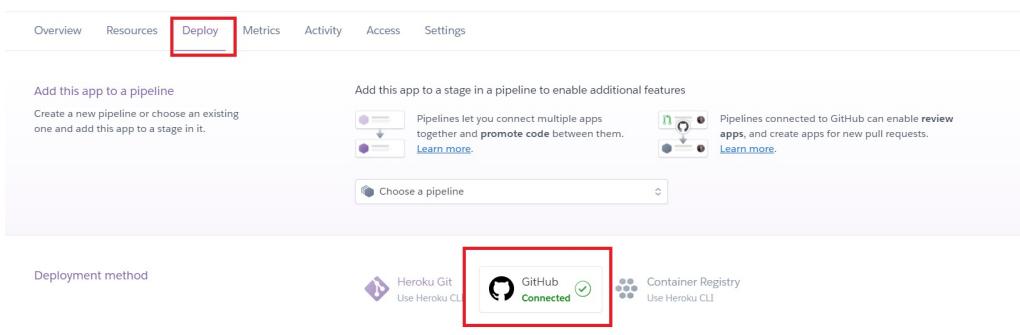 Overview Resources Deploy Metrics Activity Access Settings
Add this app to a pipeline
Create a new pipeline or choose an existing
one and add this app to a stage in it.
Add this app to a stage in a pipeline to enable additional features
Pipelines let you connect multiple apps
together and promote code between them.
Learn more.
Pipelines connected to GitHub can enable review
apps, and create apps for new pull requests.
Learn more.
Choose a pipeline
Deployment method
Heroku Git
Use Heroku CLI
GitHub
Connected
Container Registry
Use Heroku CLI